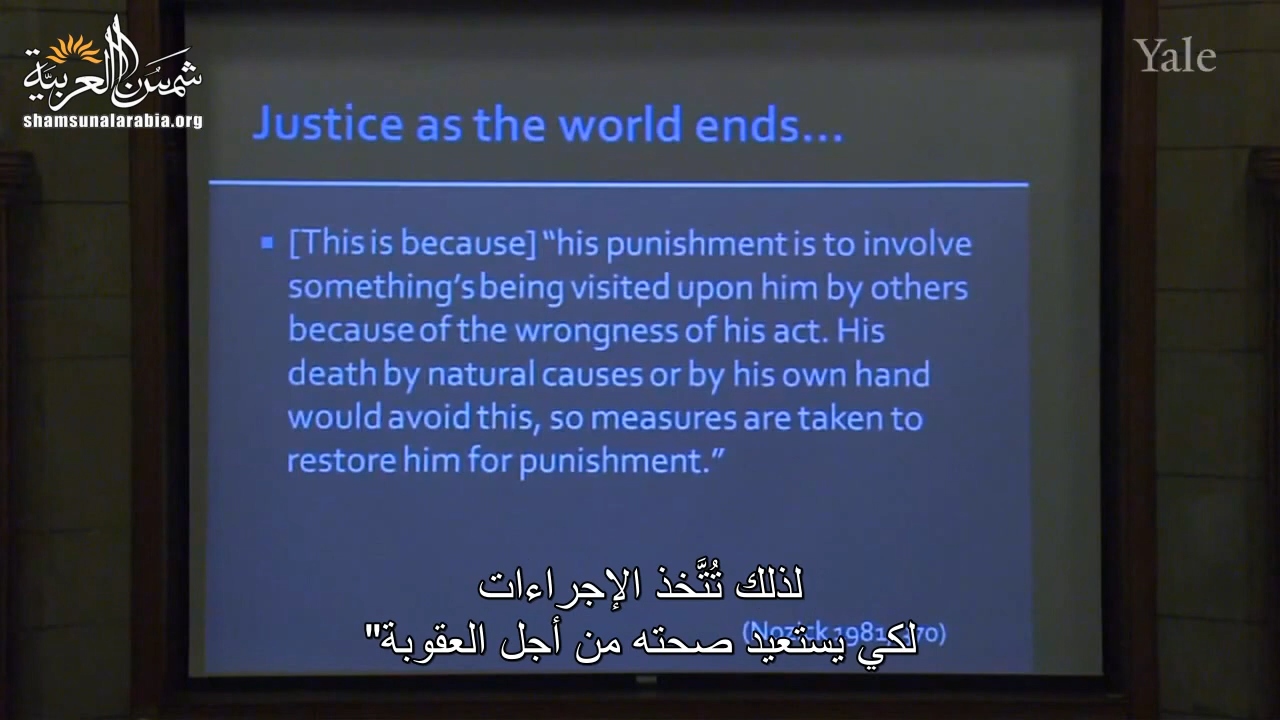 شمس العربية
shamsunalarabia.org
Yale
Justice as the world ends...
[This is because] “his punishment is to involve
something’s being visited upon him by others
because of the wrongness of his act. His
death by natural causes or by his own hand
would avoid this, so measures are taken to
restore him for punishment.”
لذلك تُتَّخذ الإجراءات
لكي يستعيد صحته من أجل العقوبة"
(Nozick 1981